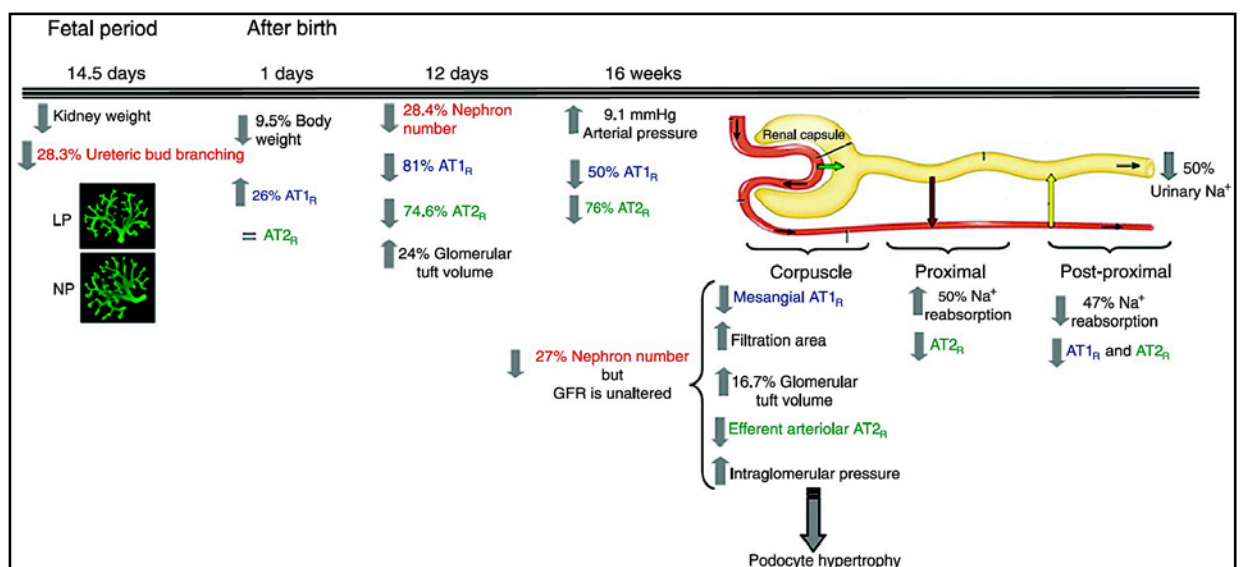 Fetal period
After birth
14.5 days
1 days
12 days
16 weeks
Kidney weight
28.3% Ureteric bud branching
LP
NP
9.5% Body
weight
26% AT1R
= AT2R
28.4% Nephron
number
81% AT1R
74.6% AT2R
24% Glomerular
tuft volume
9.1 mmHg
Arterial pressure
50% AT1R
76% AT2R
Renal capsule
50%
Urinary Na+
Corpuscle
Proximal
Post-proximal
27% Nephron number
but
GFR is unaltered
Mesangial AT1R
Filtration area
16.7% Glomerular
tuft volume
Efferent arteriolar AT2R
Intraglomerular pressure
Podocyte hypertrophy
50% Na+
reabsorption
AT2R
47% Na+
reabsorption
AT1R and AT2R